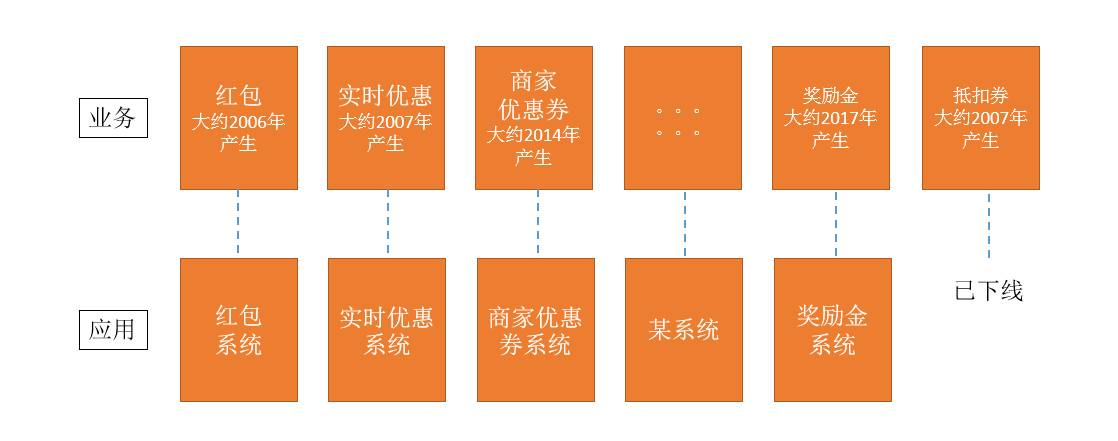 业务
红包
大约2006年
产生
实时优惠
大约2007年
产生
商家
优惠券
大约2014年
产生
。。。
。。。
奖励金
大约2017年
产生
抵扣券
大约2007年
产生
应用
红包
系统
实时优惠
系统
商家优惠
券系统
某系统
奖励金
系统
已下线